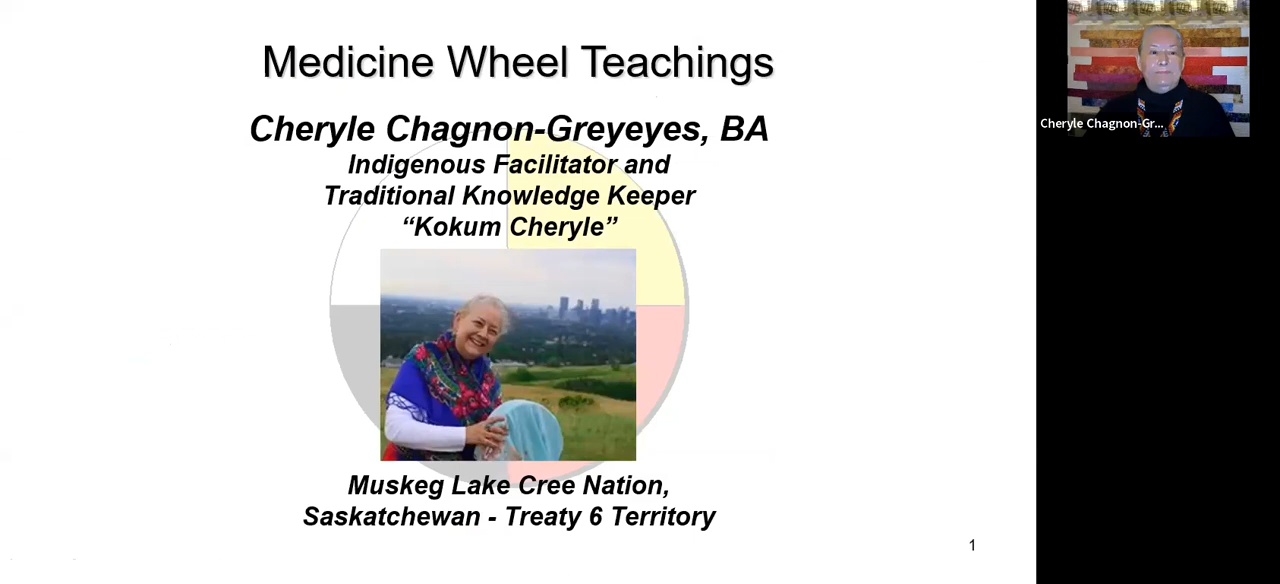 Medicine Wheel Teachings
Cheryle Chagnon-Greyeyes, BA
Indigenous Facilitator and
Traditional Knowledge Keeper
“Kokum Cheryle”
Muskeg Lake Cree Nation,
Saskatchewan - Treaty 6 Territory
1
Cheryle Chagnon-Gr...